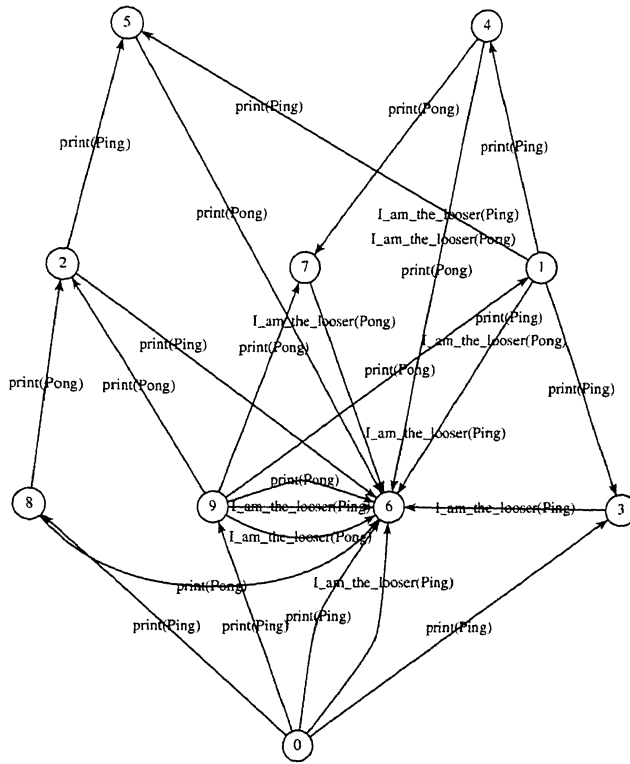 5
4
print(Ping)
print(Pong)
print(Ping)
print(Ping)
print(Pong)
I_am_the_looser(Ping)
I_am_the_looser(Pong)
print(Pong)
2
7
1
I_am_the_looser(Pong)
print(Ping)
print(Ping)
print(Pong)
I_am_the_looser(Pong)
print(Pong)
print(Pong)
print(Pong)
print(Ping)
I_am_the_looser(Ping)
print(Pong)
8
9
I_am_the_looser(Ping)
6
I_am_the_looser(Ping)
3
I_am_the_looser(Pong)
print(Pong)
I_am_the_looser(Ping)
print(Ping)
print(Ping)
print(Ping)
print(Ping)
0